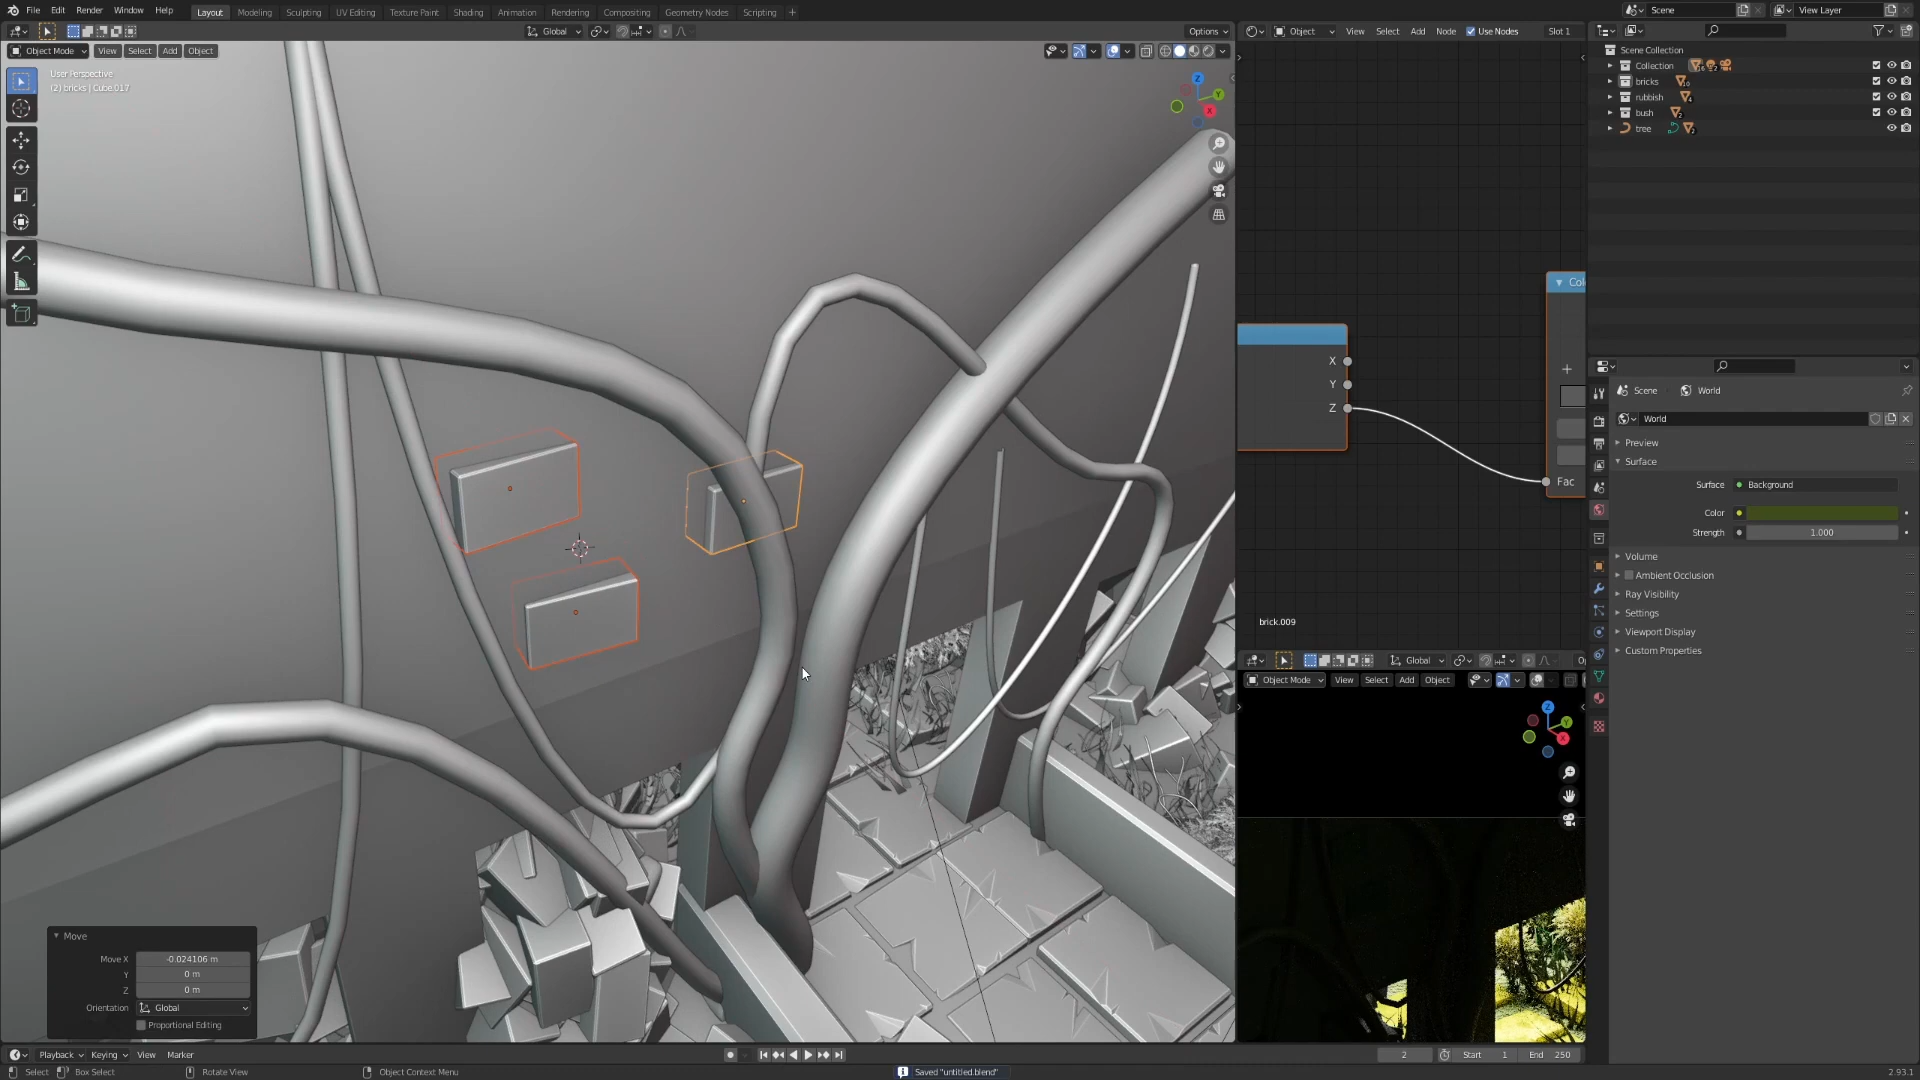 File Edit Render Window Help Layout Modeling Sculpting UV Editing Texture Paint Shading Animation Rendering Compositing Geometry Nodes Scripting + Scene View Layer
Global Options Object View Select Add Node Use Nodes Slot 1
Object Mode View Select Add Object
User Perspective
(2) bricks | Cube.017
Z
Y
X
X
Y
Z
Fac
brick.009
Scene Collection
Collection
bricks
rubbish
bush
tree
Scene World
World
Preview
Surface
Surface Background
Color
Strength 1.000
Volume
Ambient Occlusion
Ray Visibility
Settings
Viewport Display
Custom Properties
Global
Object Mode View Select Add Object
Z
Y
X
Move
Move X -0.024106 m
Y 0 m
Z 0 m
Orientation Global
Proportional Editing
Playback Keying View Marker 2 Start 1 End 250
Select Box Select Rotate View Object Context Menu Saved "untitled.blend" 2.93.1